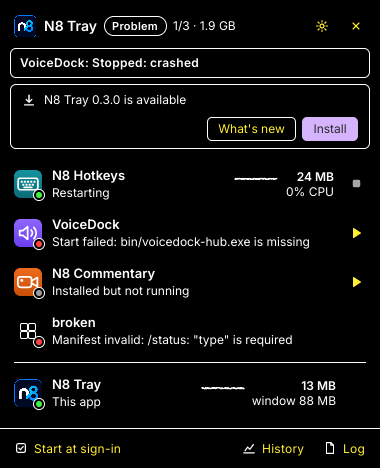 n8 N8 Tray Problem 1/3 · 1.9 GB
VoiceDock: Stopped: crashed
N8 Tray 0.3.0 is available
What's new Install
N8 Hotkeys 24 MB
Restarting 0% CPU
VoiceDock
Start failed: bin/voicedock-hub.exe is missing
N8 Commentary
Installed but not running
broken
Manifest invalid: /status: "type" is required
n8 N8 Tray 13 MB
This app window 88 MB
Start at sign-in History Log